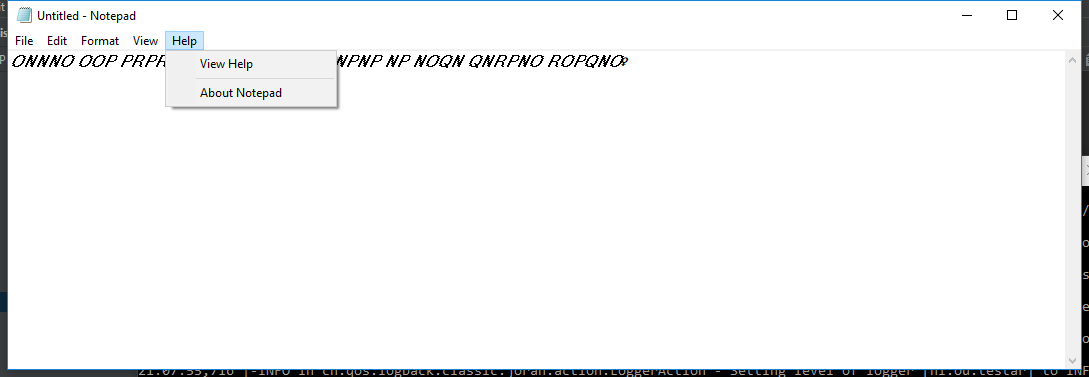 Untitled - Notepad
File Edit Format View Help
ONNNO OOP PRPR NPNP NP NOQN QNRPNO ROPQNO?
View Help
About Notepad
21:07:55,716 |-INFO in ch.qos.logback.classic.joran.action.LoggerAction - Setting level of logger [nl.ou.testar] to INF